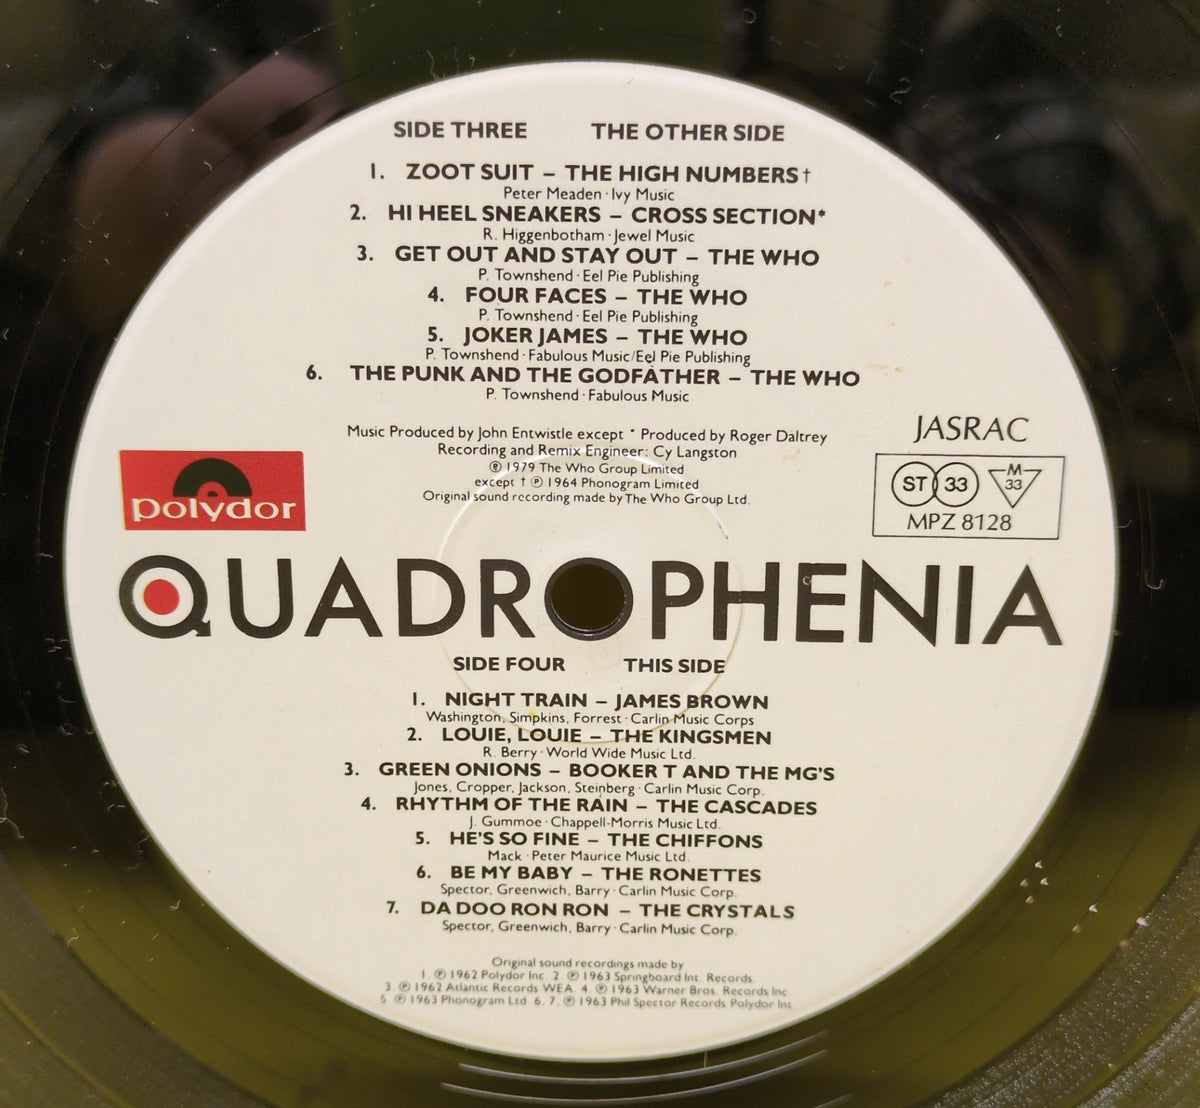 SIDE THREE THE OTHER SIDE
1. ZOOT SUIT – THE HIGH NUMBERS†
Peter Meaden · Ivy Music
2. HI HEEL SNEAKERS – CROSS SECTION*
R. Higgenbotham · Jewel Music
3. GET OUT AND STAY OUT – THE WHO
P. Townshend · Eel Pie Publishing
4. FOUR FACES – THE WHO
P. Townshend · Eel Pie Publishing
5. JOKER JAMES – THE WHO
P. Townshend · Fabulous Music/Eel Pie Publishing
6. THE PUNK AND THE GODFATHER – THE WHO
P. Townshend · Fabulous Music
Music Produced by John Entwistle except * Produced by Roger Daltrey
Recording and Remix Engineer: Cy Langston
℗ 1979 The Who Group Limited
except † ℗ 1964 Phonogram Limited
Original sound recording made by The Who Group Ltd.
polydor
JASRAC
ST 33 M 33
MPZ 8128
QUADROPHENIA
SIDE FOUR THIS SIDE
1. NIGHT TRAIN – JAMES BROWN
Washington, Simpkins, Forrest · Carlin Music Corps
2. LOUIE, LOUIE – THE KINGSMEN
R. Berry · World Wide Music Ltd.
3. GREEN ONIONS – BOOKER T AND THE MG'S
Jones, Cropper, Jackson, Steinberg · Carlin Music Corp.
4. RHYTHM OF THE RAIN – THE CASCADES
J. Gummoe · Chappell-Morris Music Ltd.
5. HE'S SO FINE – THE CHIFFONS
Mack · Peter Maurice Music Ltd.
6. BE MY BABY – THE RONETTES
Spector, Greenwich, Barry · Carlin Music Corp.
7. DA DOO RON RON – THE CRYSTALS
Spector, Greenwich, Barry · Carlin Music Corp.
Original sound recordings made by
1. ℗ 1962 Polydor Inc. 2. ℗ 1963 Springboard Int. Records.
3. ℗ 1962 Atlantic Records WEA. 4. ℗ 1963 Warner Bros. Records Inc.
5. ℗ 1963 Phonogram Ltd. 6. 7. ℗ 1963 Phil Spector Records Polydor Int.